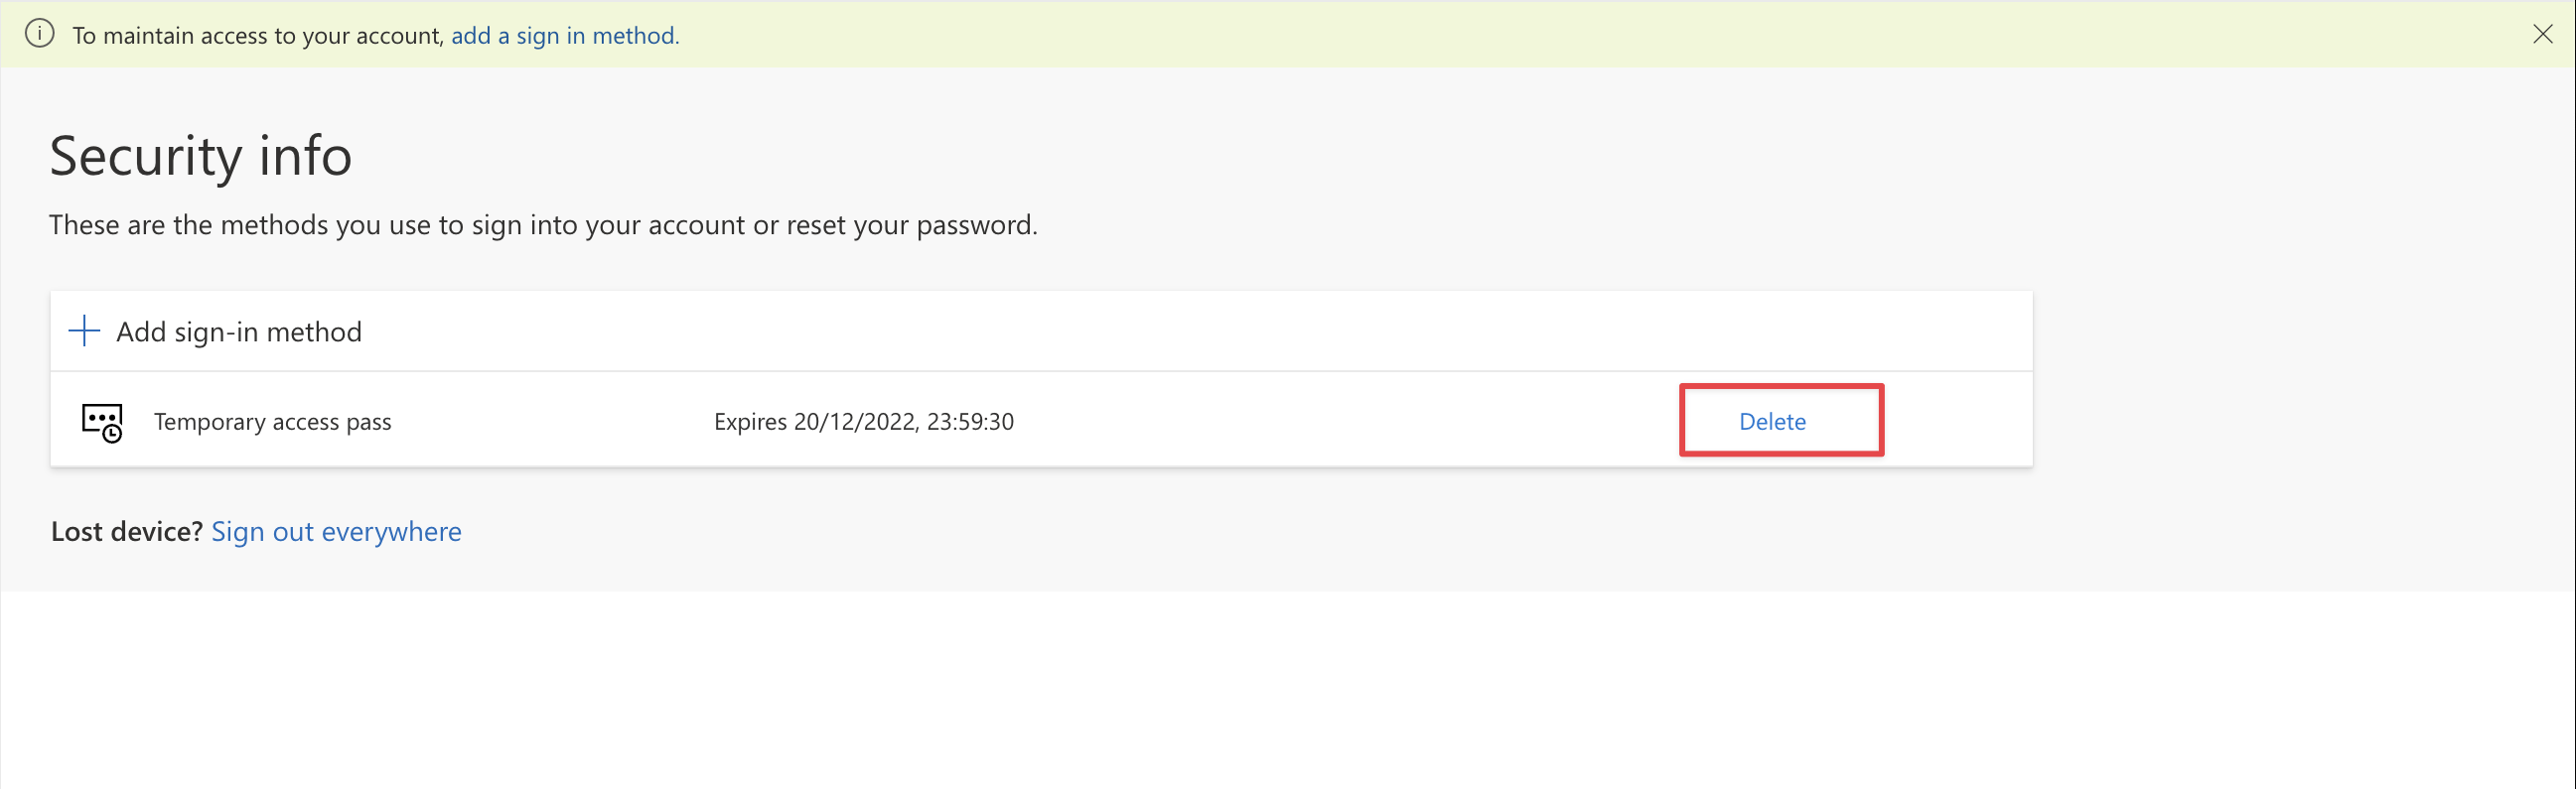 To maintain access to your account, add a sign in method.
Security info
These are the methods you use to sign into your account or reset your password.
Add sign-in method
Temporary access pass Expires 20/12/2022, 23:59:30 Delete
Lost device? Sign out everywhere